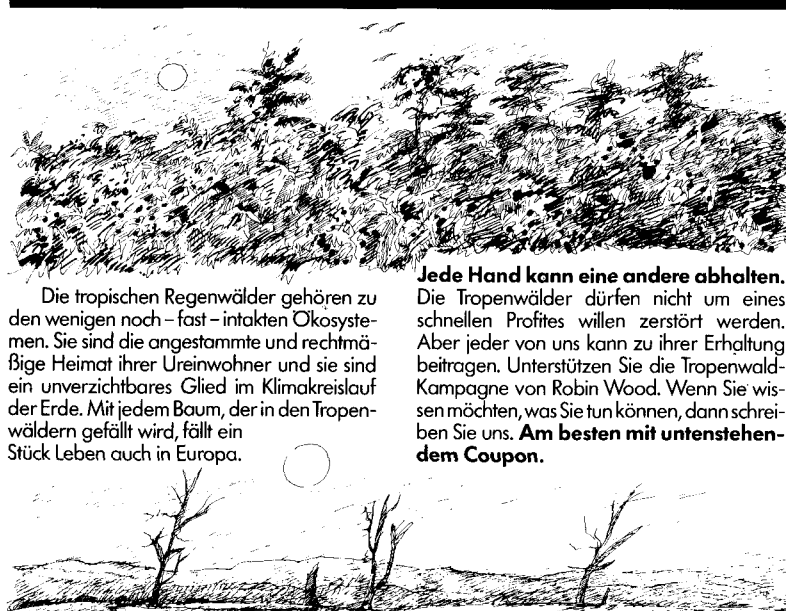 Die tropischen Regenwälder gehören zu
den wenigen noch – fast – intakten Ökosyste-
men. Sie sind die angestammte und rechtmä-
ßige Heimat ihrer Ureinwohner und sie sind
ein unverzichtbares Glied im Klimakreislauf
der Erde. Mit jedem Baum, der in den Tropen-
wäldern gefällt wird, fällt ein
Stück Leben auch in Europa.
Jede Hand kann eine andere abhalten.
Die Tropenwälder dürfen nicht um eines
schnellen Profites willen zerstört werden.
Aber jeder von uns kann zu ihrer Erhaltung
beitragen. Unterstützen Sie die Tropenwald-
Kampagne von Robin Wood. Wenn Sie wis-
sen möchten, was Sie tun können, dann schrei-
ben Sie uns. Am besten mit untenstehen-
dem Coupon.